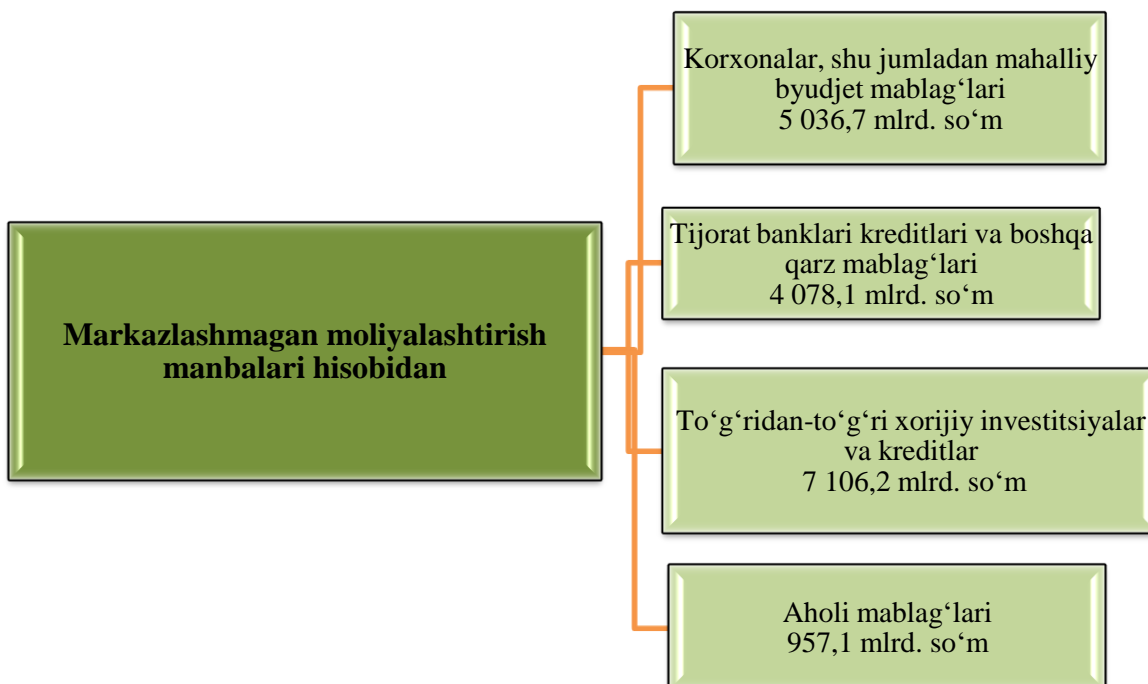 Korxonalar, shu jumladan mahalliy
byudjet mablag‘lari
5 036,7 mlrd. so‘m
Tijorat banklari kreditlari va boshqa
qarz mablag‘lari
4 078,1 mlrd. so‘m
Markazlashmagan moliyalashtirish
manbalari hisobidan
To‘g‘ridan-to‘g‘ri xorijiy investitsiyalar
va kreditlar
7 106,2 mlrd. so‘m
Aholi mablag‘lari
957,1 mlrd. so‘m